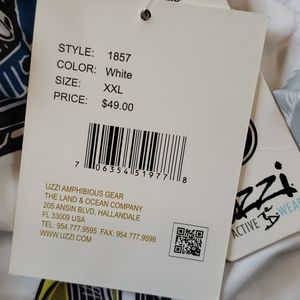 STYLE: 1857
COLOR: White
SIZE: XXL
PRICE: $49.00
7 06354 51977 8
UZZI AMPHIBIOUS GEAR
THE LAND & OCEAN COMPANY
205 ANSIN BLVD, HALLANDALE
FL 33009 USA
TEL: 954.777.9595 FAX: 954.777-9599
WWW.UZZI.COM
uzzi
ACTIVE WEAR